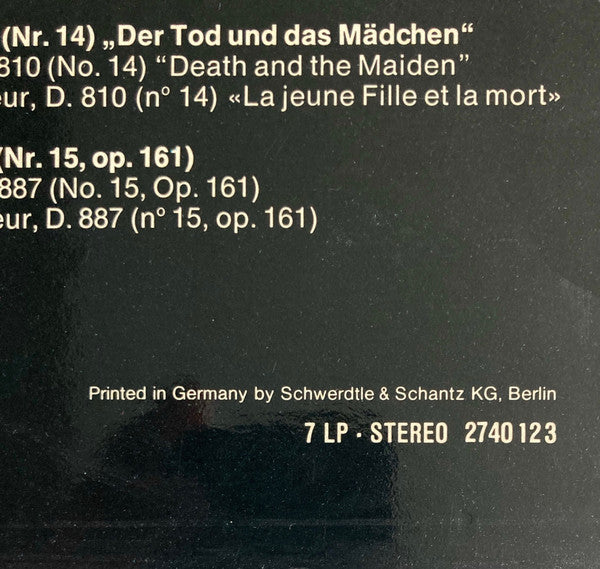 (Nr. 14) „Der Tod und das Mädchen“
810 (No. 14) “Death and the Maiden”
eur, D. 810 (n° 14) «La jeune Fille et la mort»
(Nr. 15, op. 161)
887 (No. 15, Op. 161)
eur, D. 887 (n° 15, op. 161)
Printed in Germany by Schwerdtle & Schantz KG, Berlin
7 LP · STEREO 2740 123